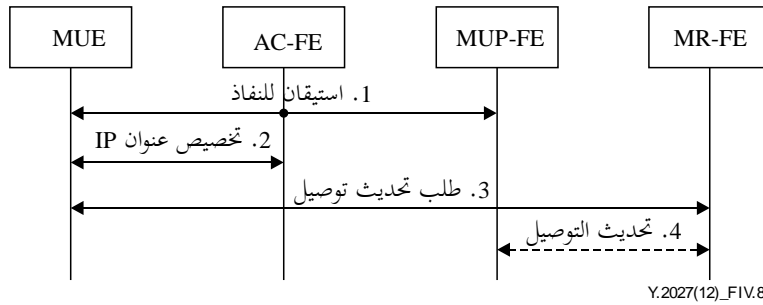 MUE
AC-FE
MUP-FE
MR-FE
1. استيقان للنفاذ
2. تخصيص عنوان IP
3. طلب تحديث توصيل
4. تحديث التوصيل
Y.2027(12)_FIV.8